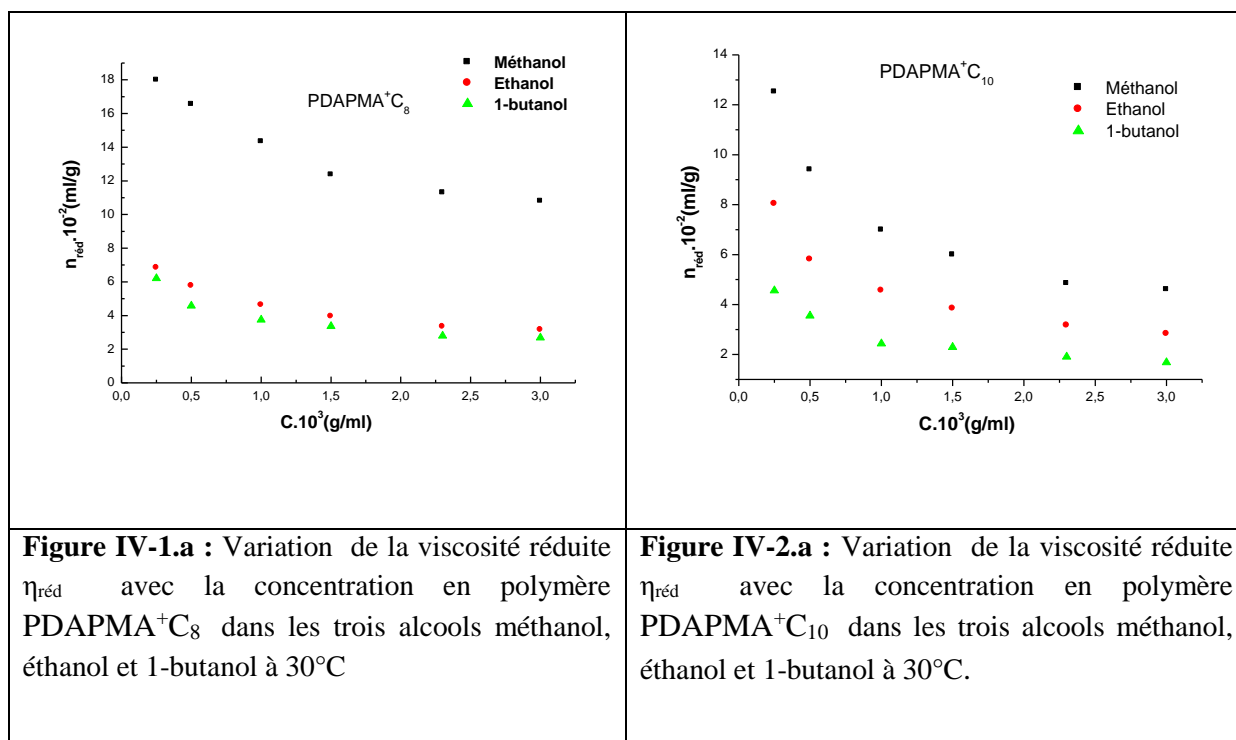 Méthanol
Ethanol
1-butanol
PDAPMA+C8
18
16
14
12
10
8
6
4
2
0
n réd.10-2(ml/g)
0,0 0,5 1,0 1,5 2,0 2,5 3,0
C.103(g/ml)
PDAPMA+C10
Méthanol
Ethanol
1-butanol
14
12
10
8
6
4
2
n réd.10-2(ml/g)
0,0 0,5 1,0 1,5 2,0 2,5 3,0
C.103(g/ml)
Figure IV-1.a : Variation de la viscosité réduite
ηréd avec la concentration en polymère
PDAPMA+C8 dans les trois alcools méthanol,
éthanol et 1-butanol à 30°C
Figure IV-2.a : Variation de la viscosité réduite
ηréd avec la concentration en polymère
PDAPMA+C10 dans les trois alcools méthanol,
éthanol et 1-butanol à 30°C.